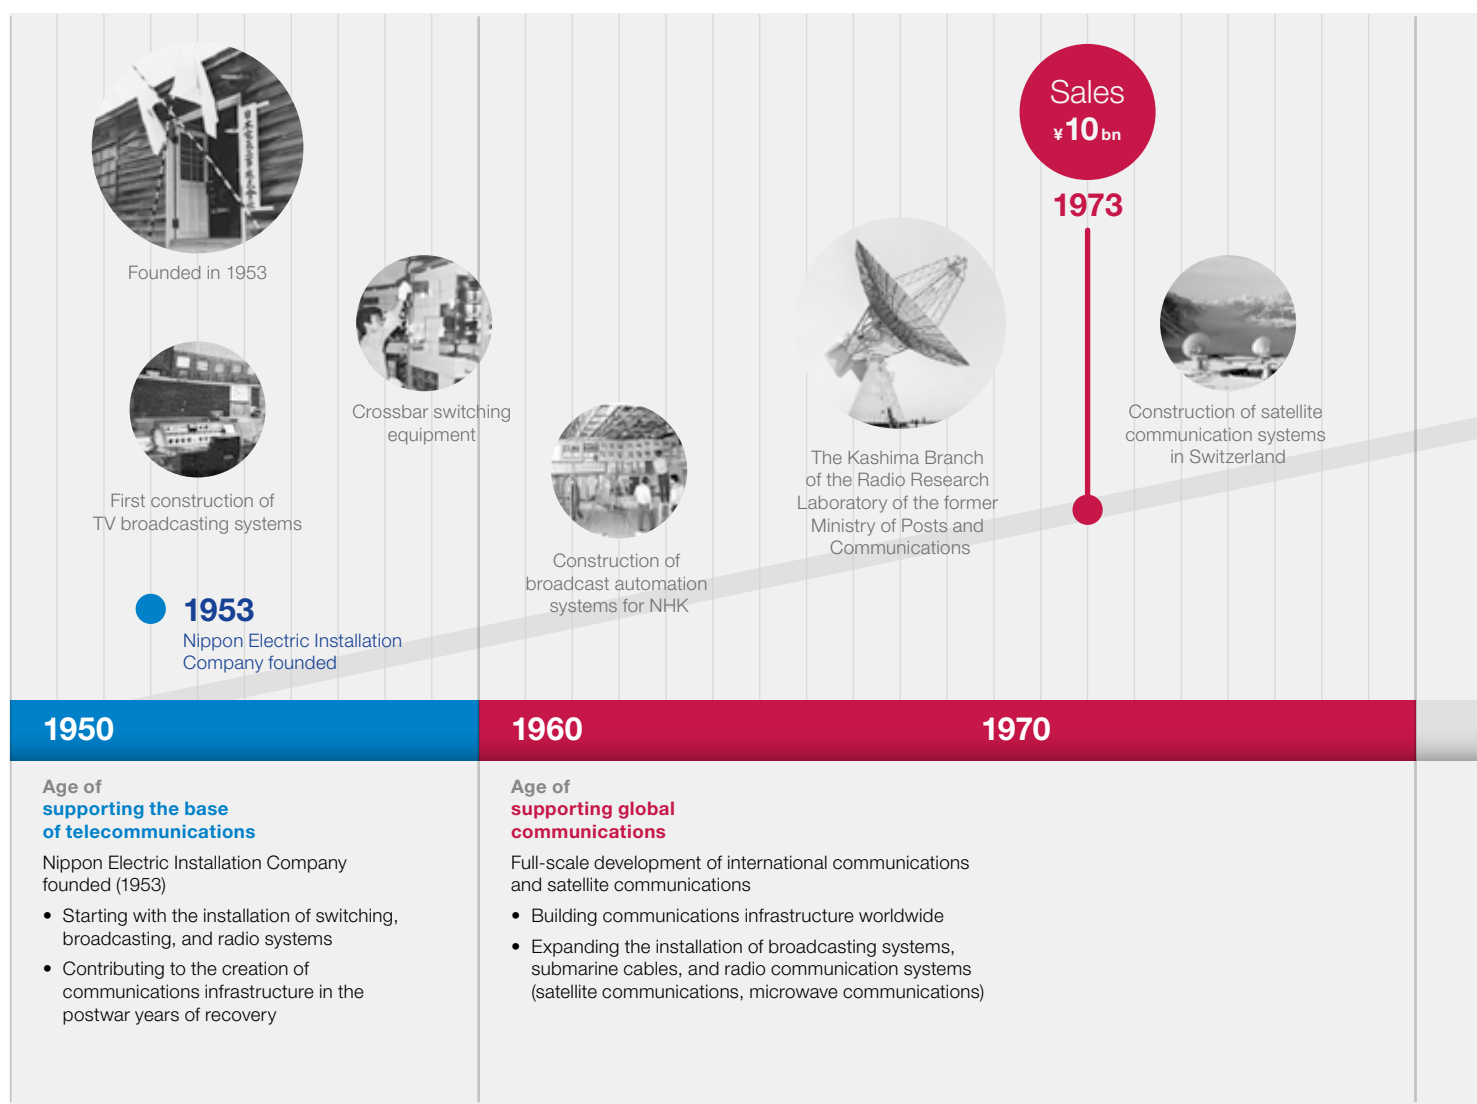 Founded in 1953
First construction of
TV broadcasting systems
Crossbar switching
equipment
Construction of
broadcast automation
systems for NHK
The Kashima Branch
of the Radio Research
Laboratory of the former
Ministry of Posts and
Communications
Sales
¥10bn
1973
Construction of satellite
communication systems
in Switzerland
1953
Nippon Electric Installation
Company founded
1950
1960
1970
Age of
supporting the base
of telecommunications
Nippon Electric Installation Company
founded (1953)
• Starting with the installation of switching,
broadcasting, and radio systems
• Contributing to the creation of
communications infrastructure in the
postwar years of recovery
Age of
supporting global
communications
Full-scale development of international communications
and satellite communications
• Building communications infrastructure worldwide
• Expanding the installation of broadcasting systems,
submarine cables, and radio communication systems
(satellite communications, microwave communications)